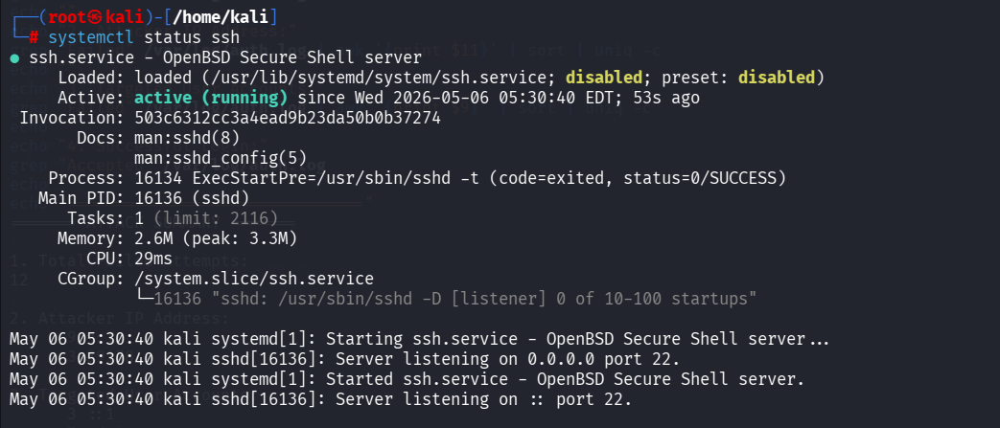 ┌──(root㉿kali)-[/home/kali]
└─# systemctl status ssh
● ssh.service - OpenBSD Secure Shell server
     Loaded: loaded (/usr/lib/systemd/system/ssh.service; disabled; preset: disabled)
     Active: active (running) since Wed 2026-05-06 05:30:40 EDT; 53s ago
 Invocation: 503c6312cc3a4ead9b23da50b0b37274
       Docs: man:sshd(8)
             man:sshd_config(5)
    Process: 16134 ExecStartPre=/usr/sbin/sshd -t (code=exited, status=0/SUCCESS)
   Main PID: 16136 (sshd)
      Tasks: 1 (limit: 2116)
     Memory: 2.6M (peak: 3.3M)
        CPU: 29ms
     CGroup: /system.slice/ssh.service
             └─16136 "sshd: /usr/sbin/sshd -D [listener] 0 of 10-100 startups"

May 06 05:30:40 kali systemd[1]: Starting ssh.service - OpenBSD Secure Shell server...
May 06 05:30:40 kali sshd[16136]: Server listening on 0.0.0.0 port 22.
May 06 05:30:40 kali systemd[1]: Started ssh.service - OpenBSD Secure Shell server.
May 06 05:30:40 kali sshd[16136]: Server listening on :: port 22.